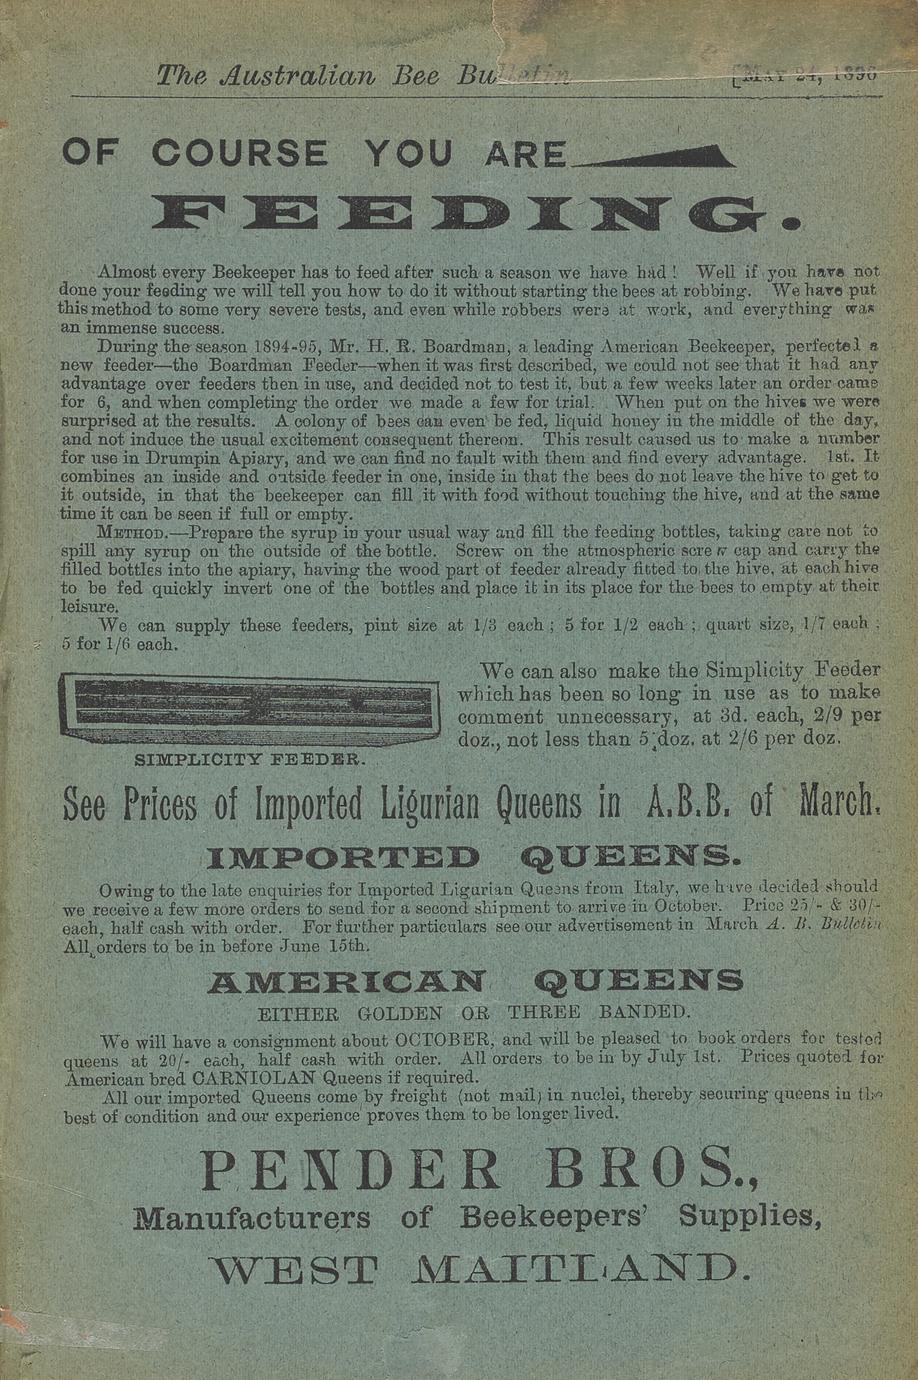 The Australian Bee Bulletin [MAY 24, 1896
OF COURSE YOU ARE
FEEDING.
Almost every Beekeeper has to feed after such a season we have had! Well if you have not
done your feeding we will tell you how to do it without starting the bees at robbing. We have put
this method to some very severe tests, and even while robbers were at work, and everything was
an immense success.
During the season 1894-95, Mr. H. R. Boardman, a leading American Beekeeper, perfected a
new feeder—the Boardman Feeder—when it was first described, we could not see that it had any
advantage over feeders then in use, and decided not to test it, but a few weeks later an order came
for 6, and when completing the order we made a few for trial. When put on the hives we were
surprised at the results. A colony of bees can even be fed, liquid honey in the middle of the day,
and not induce the usual excitement consequent thereon. This result caused us to make a number
for use in Drumpin Apiary, and we can find no fault with them and find every advantage. 1st. It
combines an inside and outside feeder in one, inside in that the bees do not leave the hive to get to
it outside, in that the beekeeper can fill it with food without touching the hive, and at the same
time it can be seen if full or empty.
METHOD.—Prepare the syrup in your usual way and fill the feeding bottles, taking care not to
spill any syrup on the outside of the bottle. Screw on the atmospheric screw cap and carry the
filled bottles into the apiary, having the wood part of feeder already fitted to the hive, at each hive
to be fed quickly invert one of the bottles and place it in its place for the bees to empty at their
leisure.
We can supply these feeders, pint size at 1/3 each; 5 for 1/2 each; quart size, 1/7 each;
5 for 1/6 each.
We can also make the Simplicity Feeder
which has been so long in use as to make
comment unnecessary, at 3d. each, 2/9 per
doz., not less than 5 doz. at 2/6 per doz.
SIMPLICITY FEEDER.
See Prices of Imported Ligurian Queens in A.B.B. of March.
IMPORTED QUEENS.
Owing to the late enquiries for Imported Ligurian Queens from Italy, we have decided should
we receive a few more orders to send for a second shipment to arrive in October. Price 25/- & 30/-
each, half cash with order. For further particulars see our advertisement in March A. B. Bulletin
All orders to be in before June 15th.
AMERICAN QUEENS
EITHER GOLDEN OR THREE BANDED.
We will have a consignment about OCTOBER, and will be pleased to book orders for tested
queens at 20/- each, half cash with order. All orders to be in by July 1st. Prices quoted for
American bred CARNIOLAN Queens if required.
All our imported Queens come by freight (not mail) in nuclei, thereby securing queens in the
best of condition and our experience proves them to be longer lived.
PENDER BROS.,
Manufacturers of Beekeepers' Supplies,
WEST MAITLAND.